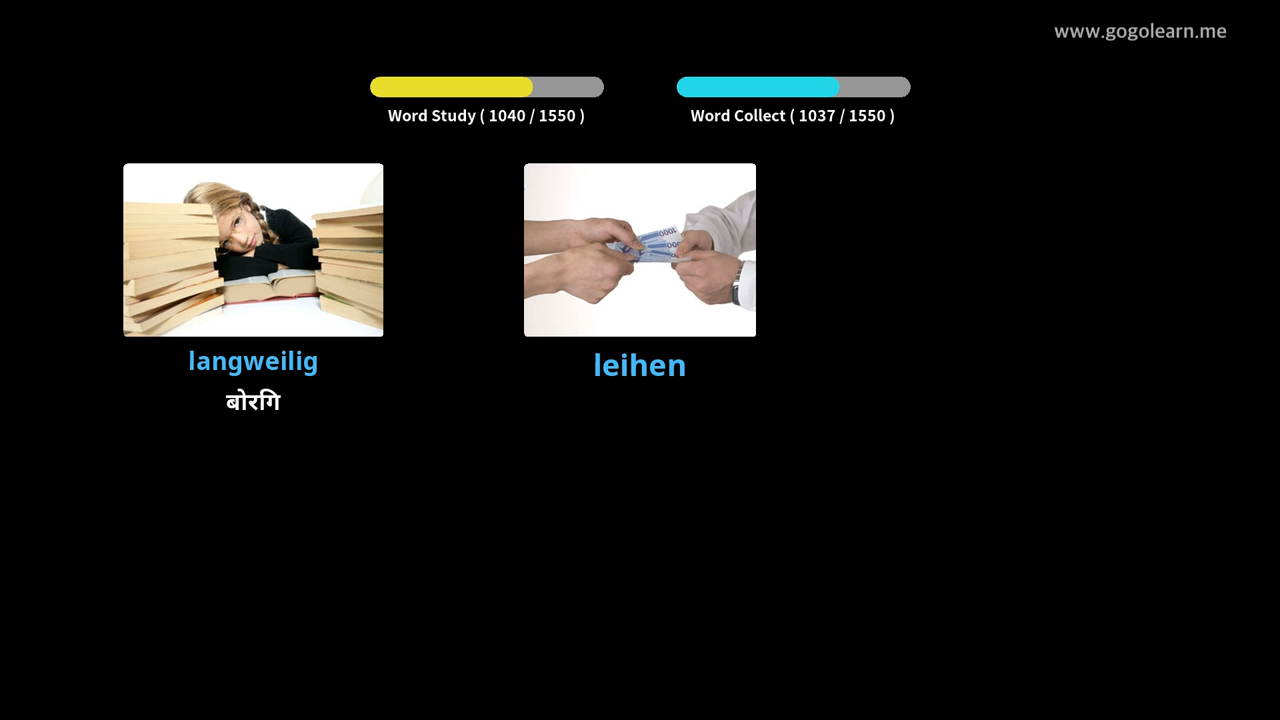 www.gogolearn.me
Word Study ( 1040 / 1550 )
Word Collect ( 1037 / 1550 )
langweilig
बोरगि
leihen